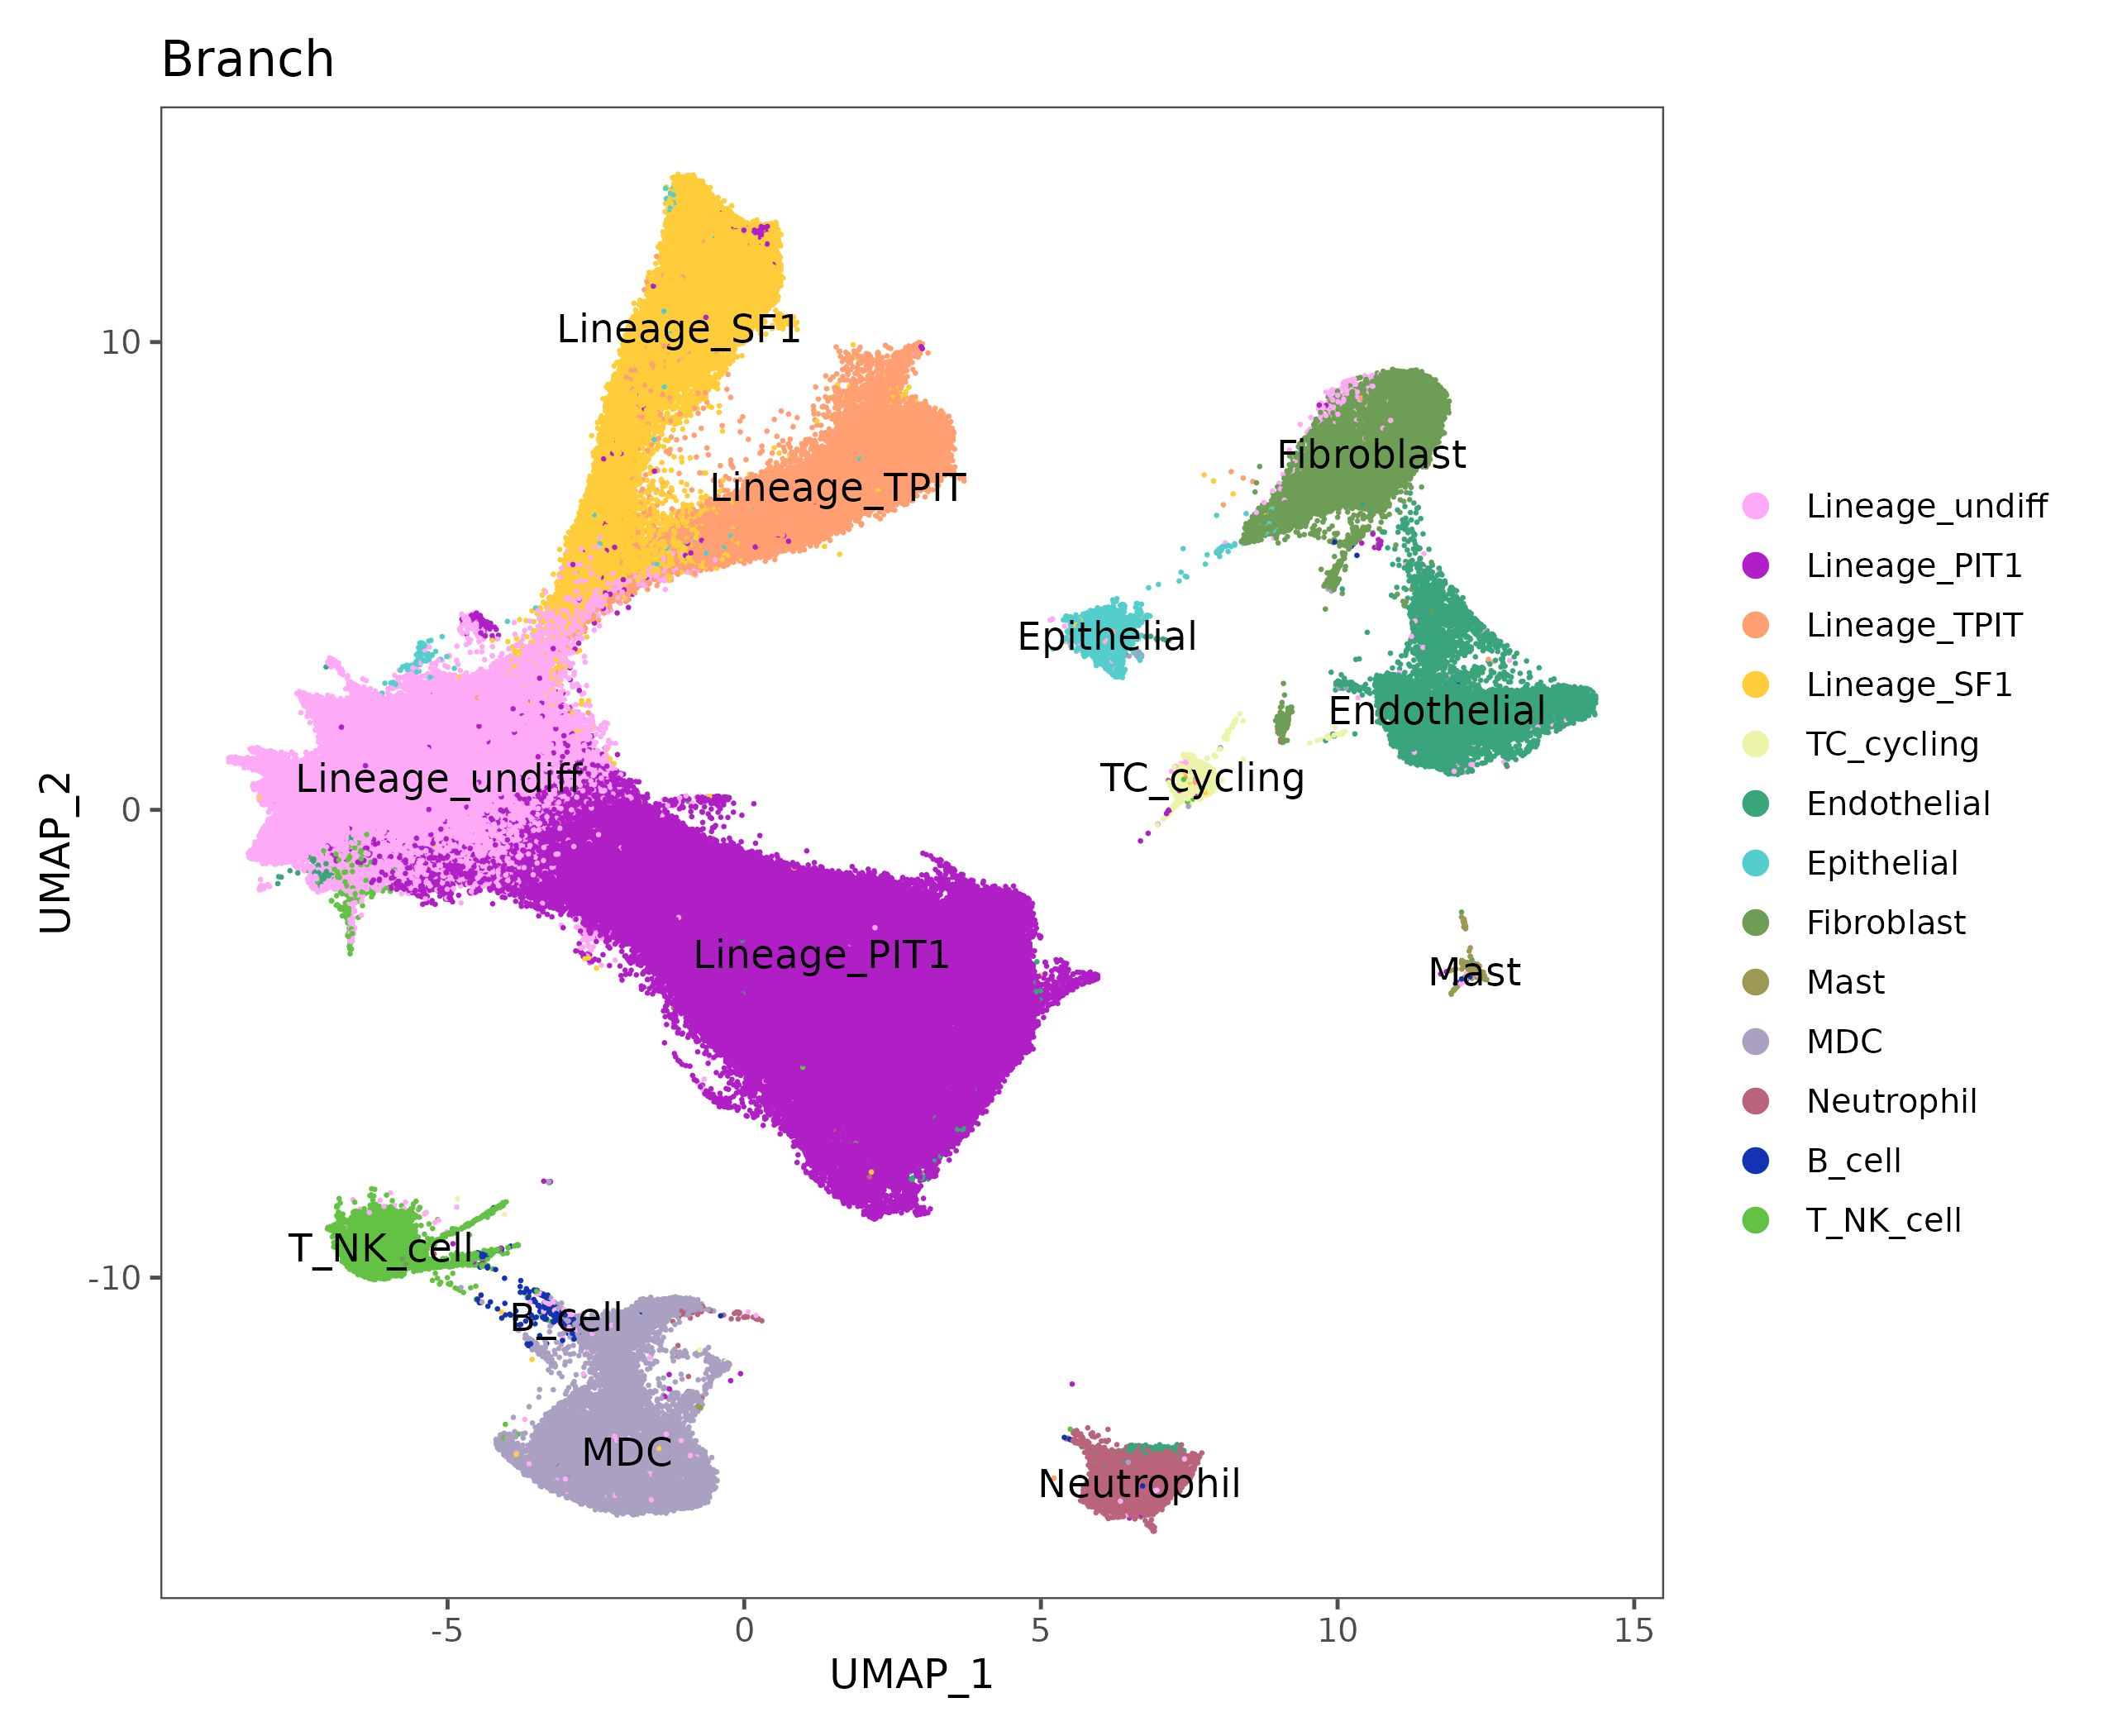 Branch
Lineage_SF1
10
Lineage_TPIT
Fibroblast
Epithelial
Endothelial
Lineage_undiff
TC_cycling
0
UMAP_2
Lineage_PIT1
Mast
T_NK_cell
-10
B_cell
MDC
Neutrophil
-5
0
5
10
15
UMAP_1
Lineage_undiff
Lineage_PIT1
Lineage_TPIT
Lineage_SF1
TC_cycling
Endothelial
Epithelial
Fibroblast
Mast
MDC
Neutrophil
B_cell
T_NK_cell